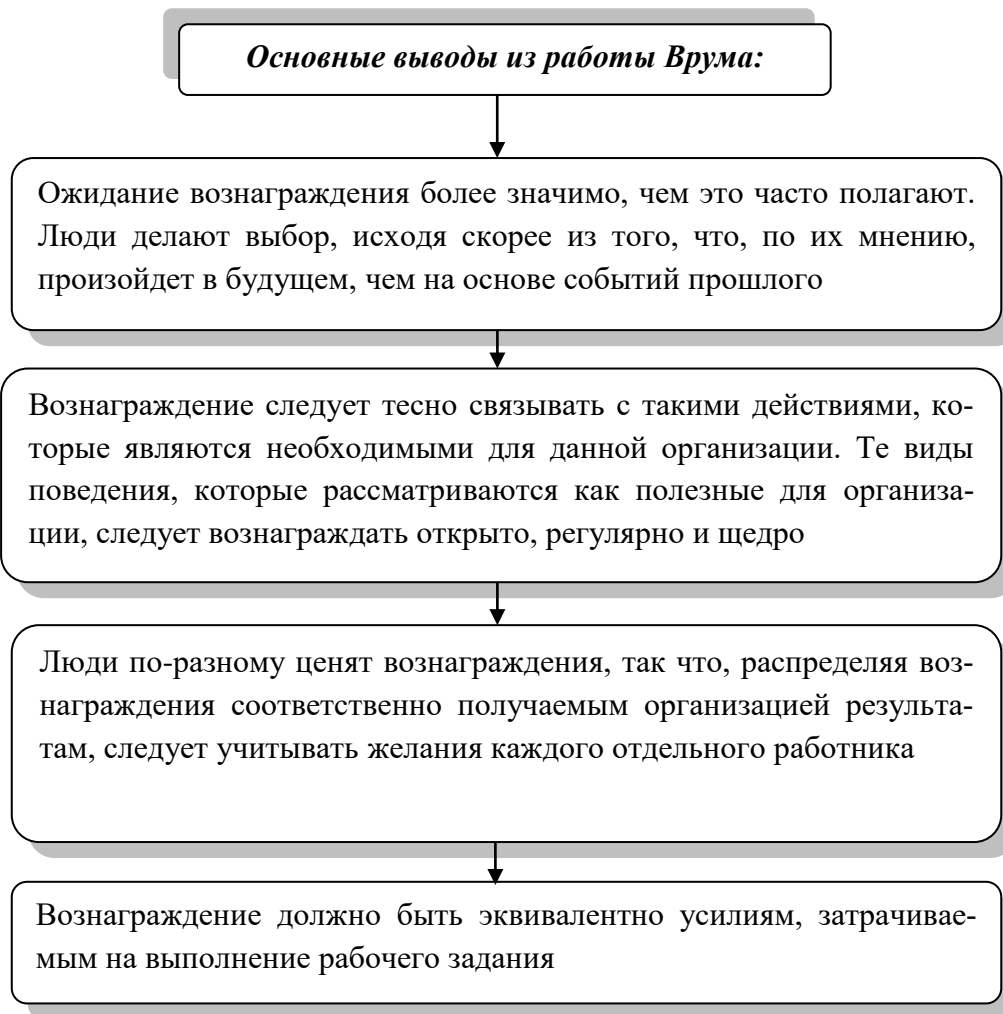 Основные выводы из работы Врума:
Ожидание вознаграждения более значимо, чем это часто полагают.
Люди делают выбор, исходя скорее из того, что, по их мнению,
произойдет в будущем, чем на основе событий прошлого
Вознаграждение следует тесно связывать с такими действиями, ко-
торые являются необходимыми для данной организации. Те виды
поведения, которые рассматриваются как полезные для организа-
ции, следует вознаграждать открыто, регулярно и щедро
Люди по-разному ценят вознаграждения, так что, распределяя воз-
награждения соответственно получаемым организацией результа-
там, следует учитывать желания каждого отдельного работника
Вознаграждение должно быть эквивалентно усилиям, затрачивае-
мым на выполнение рабочего задания